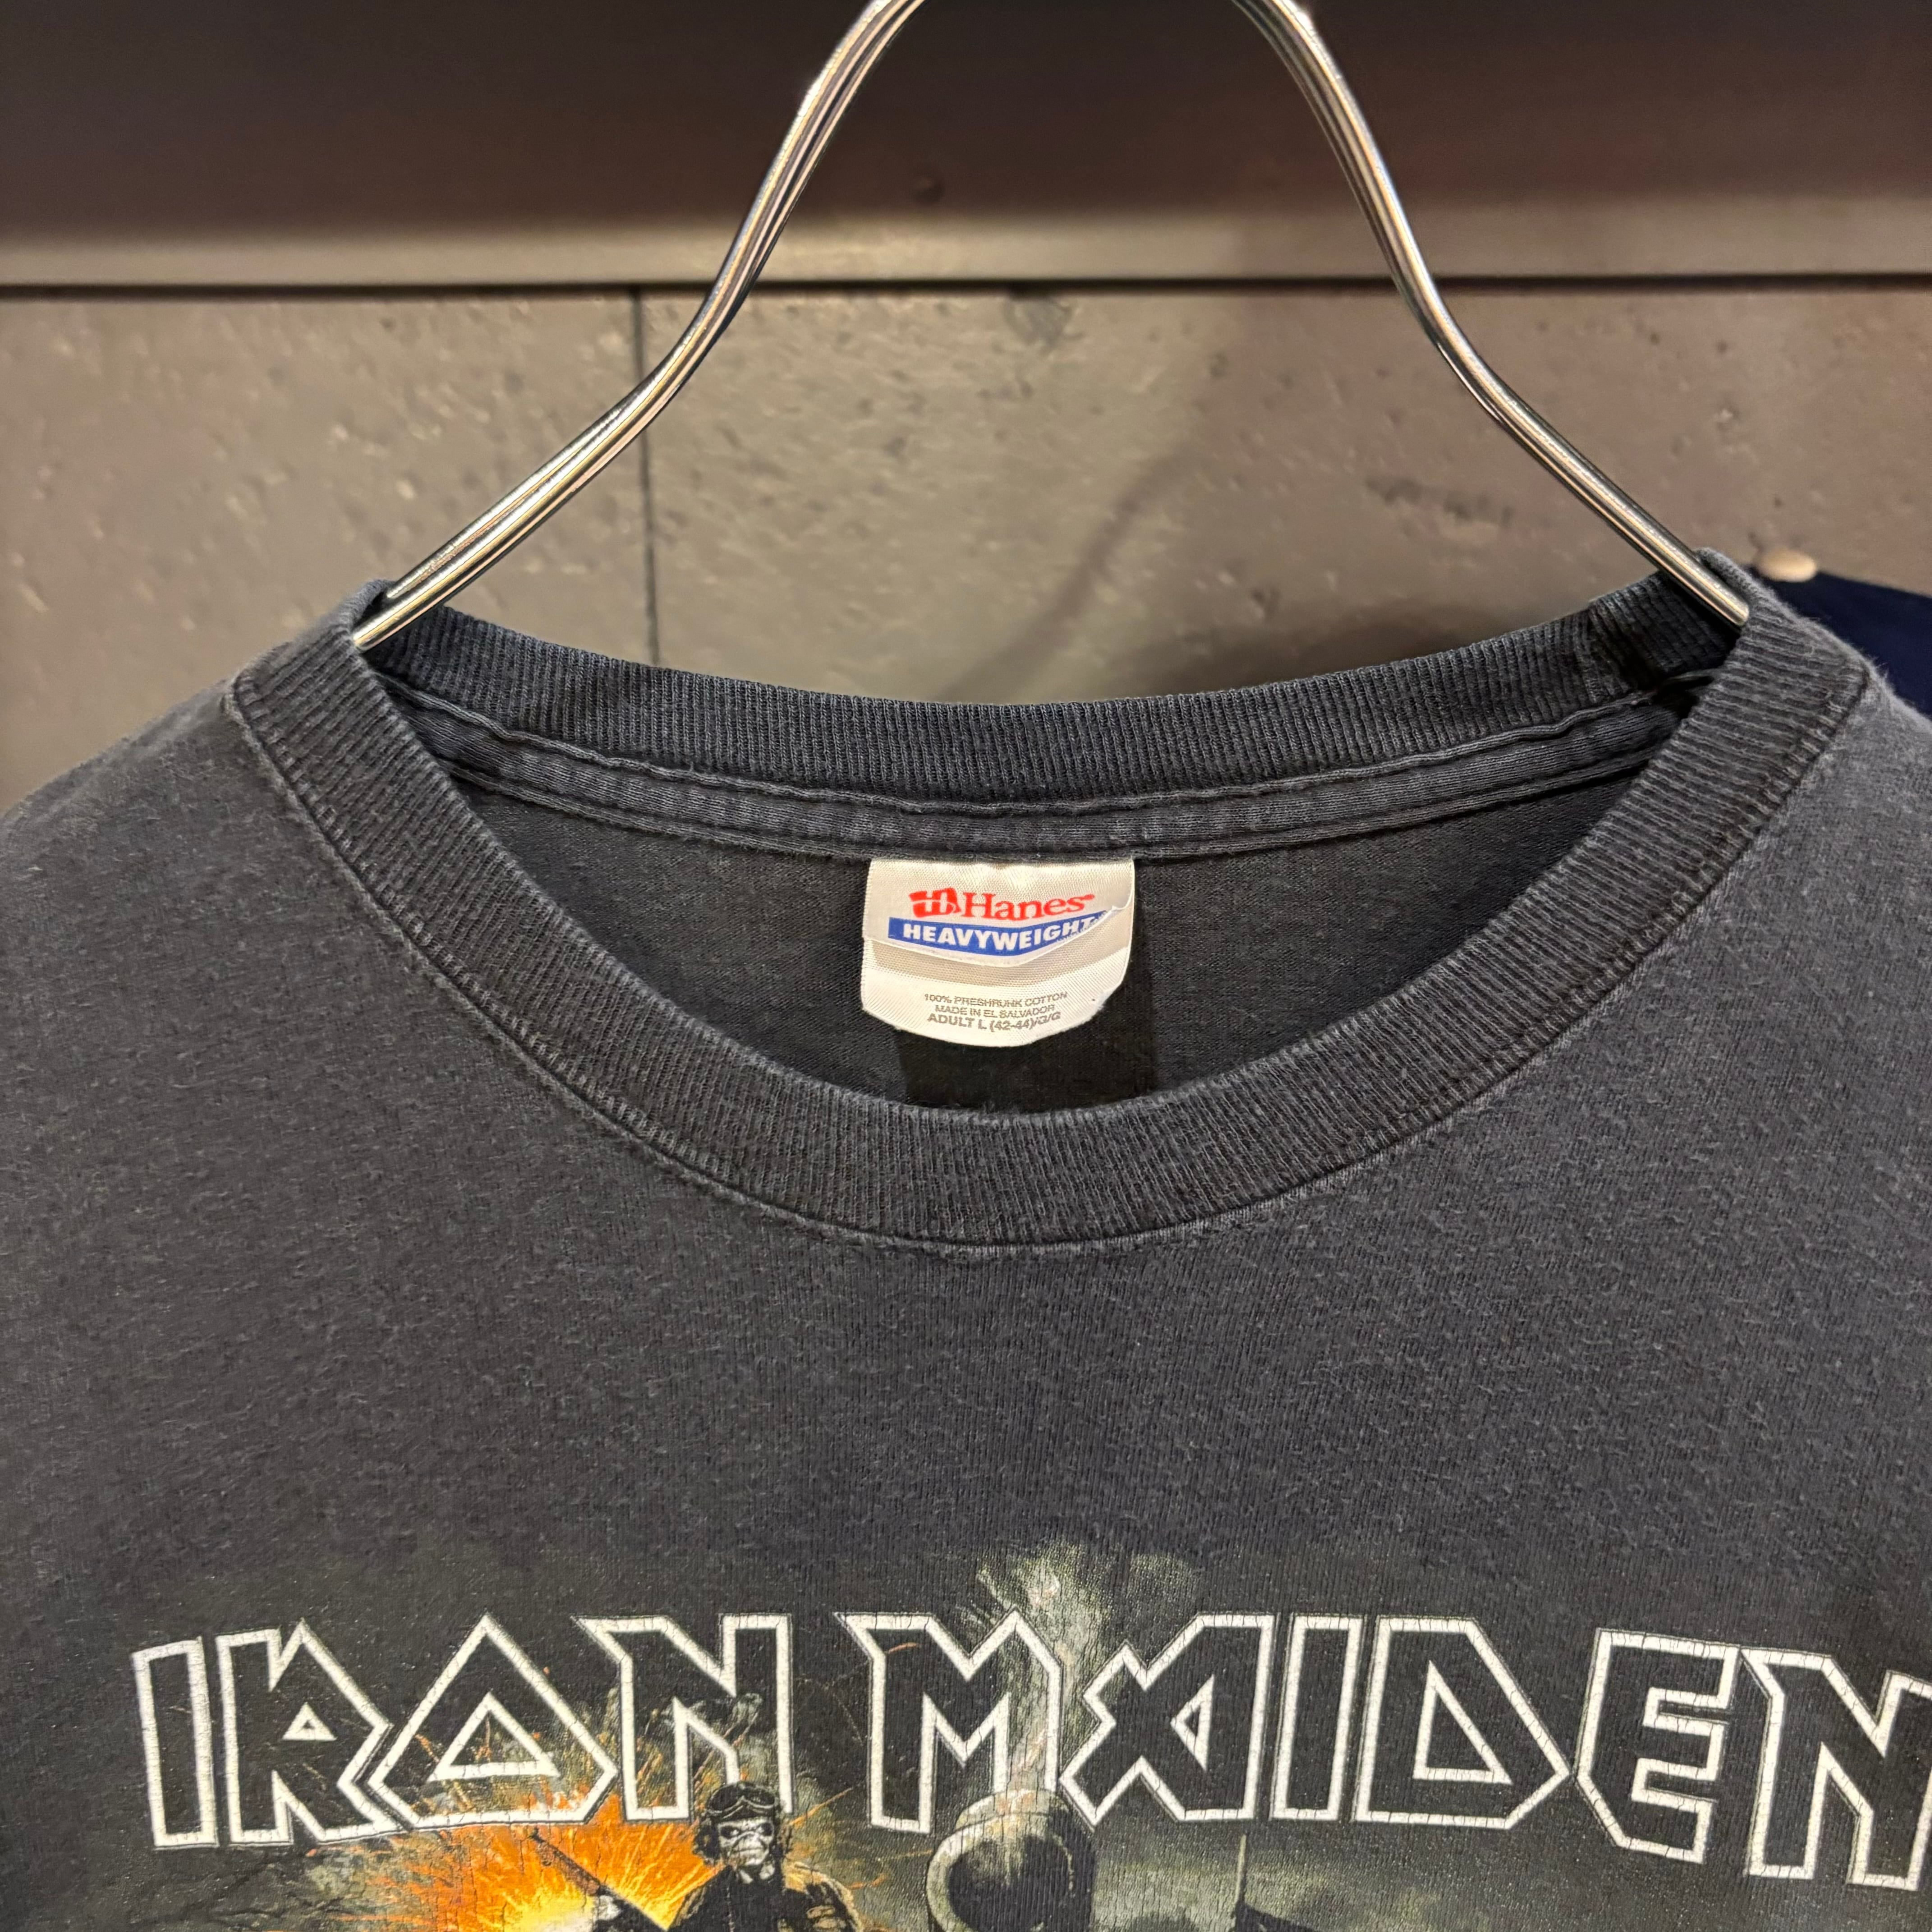 Hanes
HEAVYWEIGHT
100% PRESHRUNK COTTON
MADE IN EL SALVADOR
ADULT L (42-44)/G/G
IRON MAIDEN